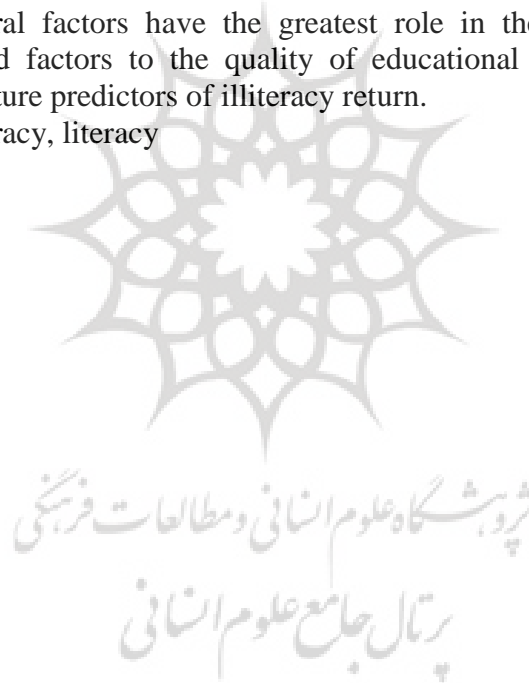 ral factors have the greatest role in the
d factors to the quality of educational
ture predictors of illiteracy return.
racy, literacy
پژوهشگاه علوم انسانی و مطالعات فرهنگی
پرتال جامع علوم انسانی